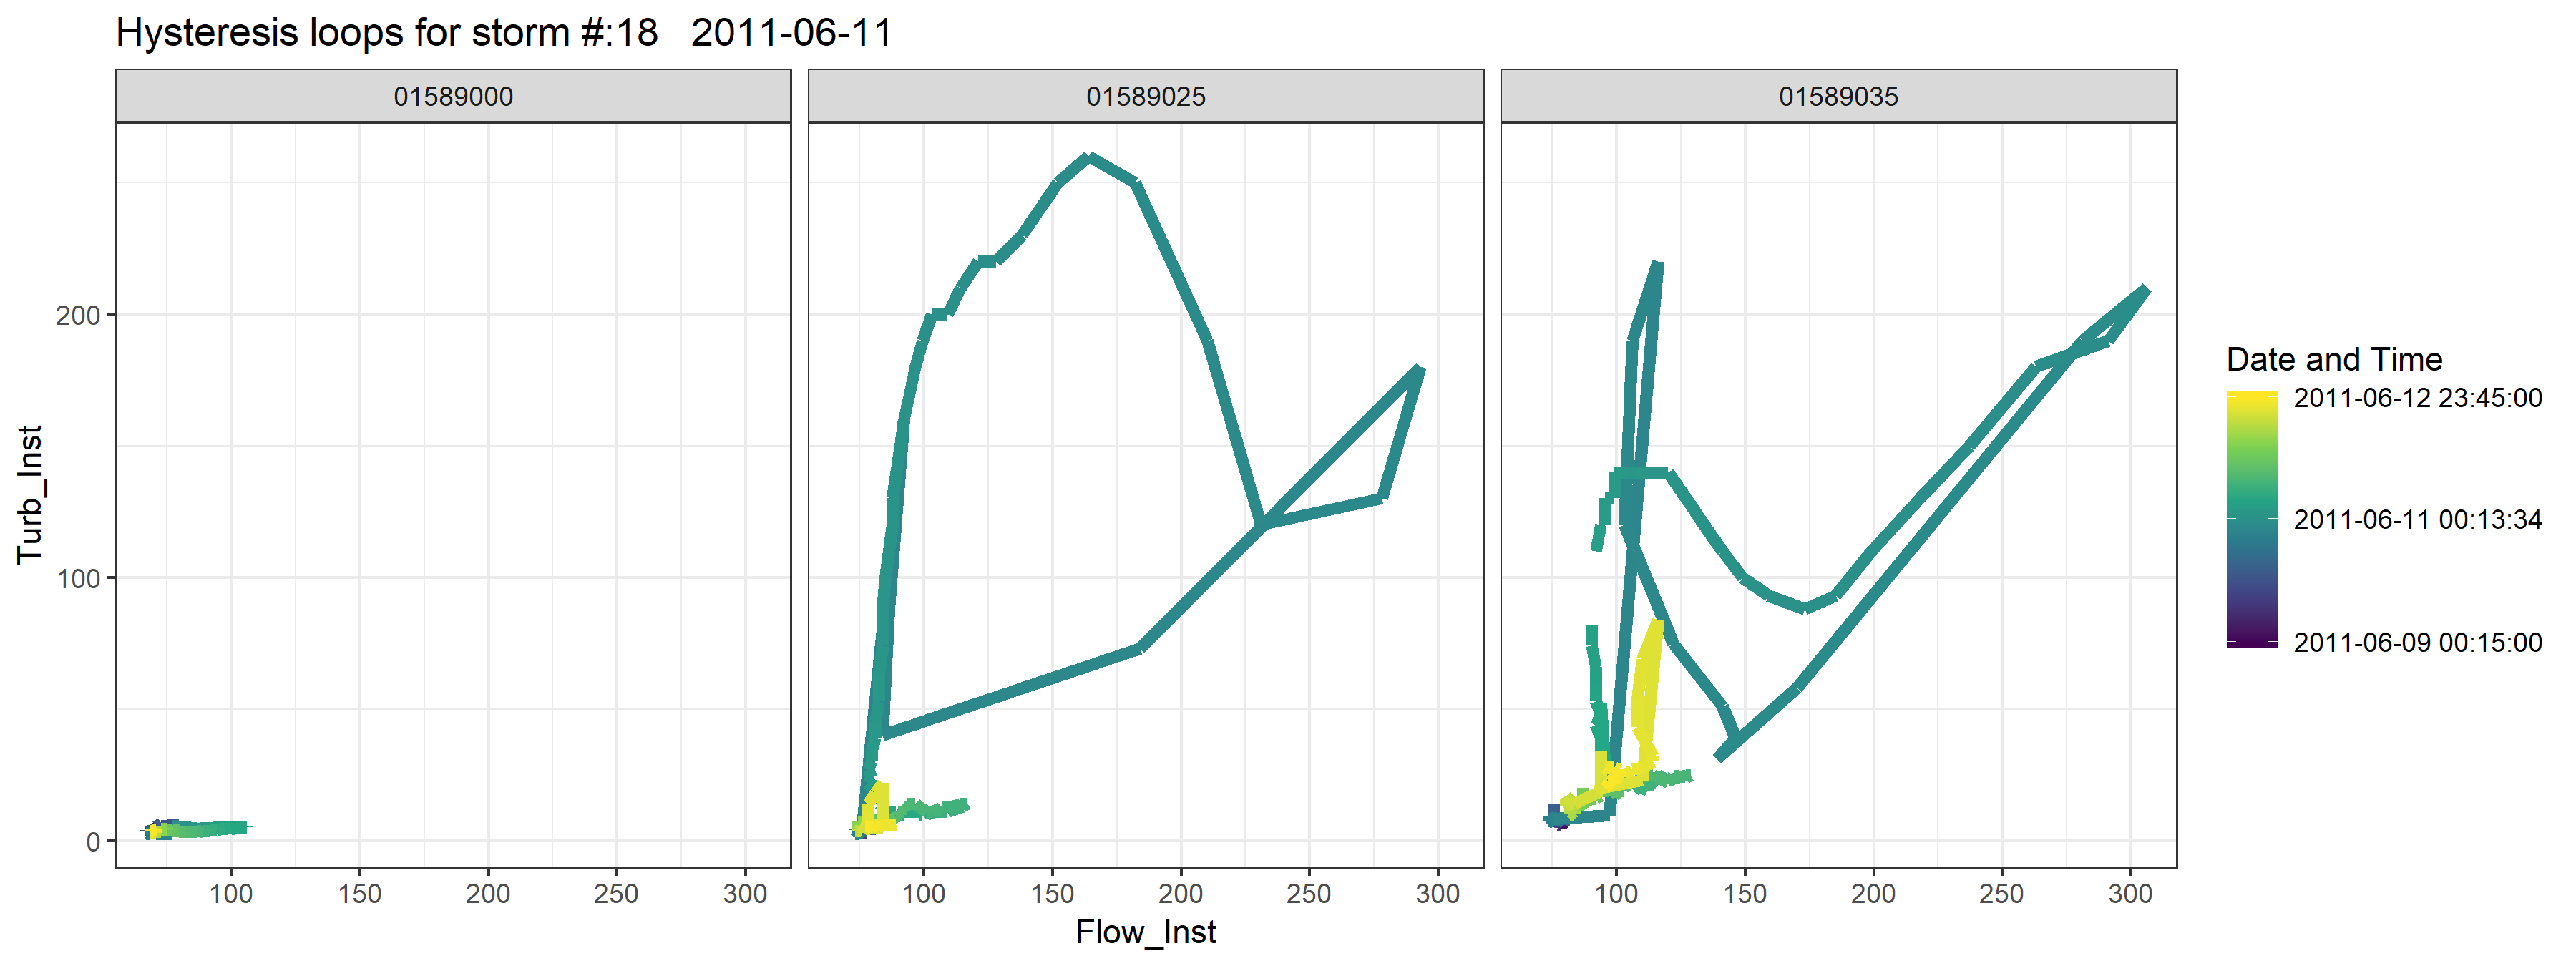 Hysteresis loops for storm #:18   2011-06-11
01589000
01589025
01589035
Turb_Inst
200
100
0
100 150 200 250 300
100 150 200 250 300
100 150 200 250 300
Flow_Inst
Date and Time
2011-06-12 23:45:00
2011-06-11 00:13:34
2011-06-09 00:15:00